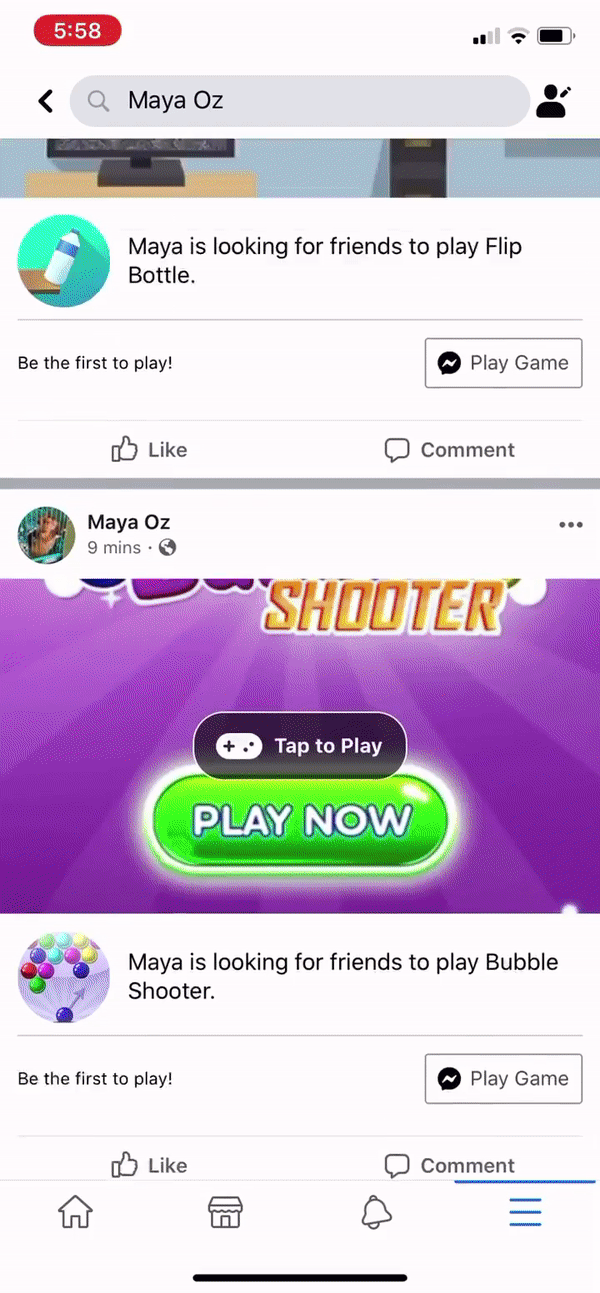 5:58
Maya Oz
Maya is looking for friends to play Flip
Bottle.
Be the first to play!
Play Game
Like
Comment
Maya Oz
9 mins ·
SHOOTER
Tap to Play
PLAY NOW
Maya is looking for friends to play Bubble
Shooter.
Be the first to play!
Play Game
Like
Comment